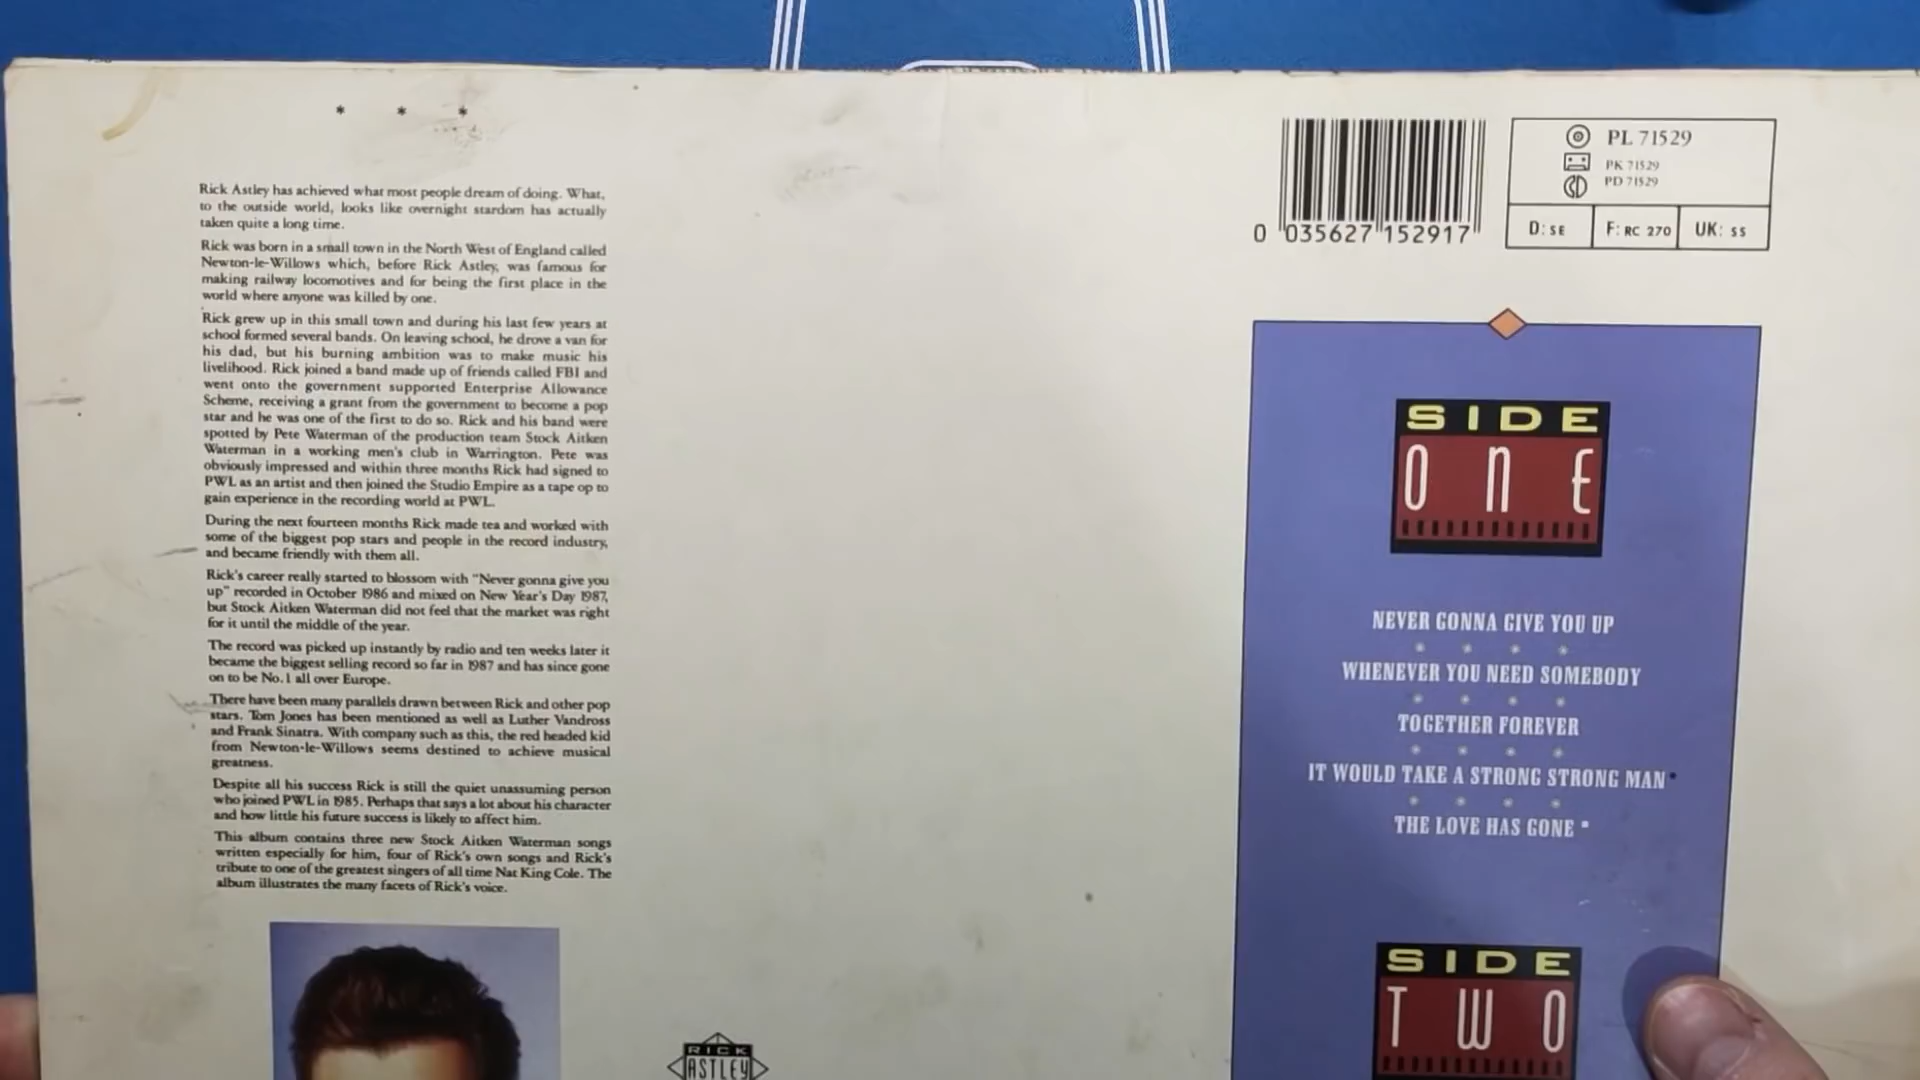 * * *
Rick Astley has achieved what most people dream of doing. What,
to the outside world, looks like overnight stardom has actually
taken quite a long time.
Rick was born in a small town in the North West of England called
Newton-le-Willows which, before Rick Astley, was famous for
making railway locomotives and for being the first place in the
world where anyone was killed by one.
Rick grew up in this small town and during his last few years at
school formed several bands. On leaving school, he drove a van for
his dad, but his burning ambition was to make music his
livelihood. Rick joined a band made up of friends called FBI and
went onto the government supported Enterprise Allowance
Scheme, receiving a grant from the government to become a pop
star and he was one of the first to do so. Rick and his band were
spotted by Pete Waterman of the production team Stock Aitken
Waterman in a working men's club in Warrington. Pete was
obviously impressed and within three months Rick had signed to
PWL as an artist and then joined the Studio Empire as a tape op to
gain experience in the recording world at PWL.
During the next fourteen months Rick made tea and worked with
some of the biggest pop stars and people in the record industry,
and became friendly with them all.
Rick's career really started to blossom with "Never gonna give you
up" recorded in October 1986 and mixed on New Year's Day 1987,
but Stock Aitken Waterman did not feel that the market was right
for it until the middle of the year.
The record was picked up instantly by radio and ten weeks later it
became the biggest selling record so far in 1987 and has since gone
on to be No. 1 all over Europe.
There have been many parallels drawn between Rick and other pop
stars. Tom Jones has been mentioned as well as Luther Vandross
and Frank Sinatra. With company such as this, the red headed kid
from Newton-le-Willows seems destined to achieve musical
greatness.
Despite all his success Rick is still the quiet unassuming person
who joined PWL in 1985. Perhaps that says a lot about his character
and how little his future success is likely to affect him.
This album contains three new Stock Aitken Waterman songs
written especially for him, four of Rick's own songs and Rick's
tribute to one of the greatest singers of all time Nat King Cole. The
album illustrates the many facets of Rick's voice.
RICK
ASTLEY
0 035627 152917
PL 71529
PK 71529
CD PD 71529
D: SE F: RC 270 UK: SS
SIDE
ONE
NEVER GONNA GIVE YOU UP
WHENEVER YOU NEED SOMEBODY
TOGETHER FOREVER
IT WOULD TAKE A STRONG STRONG MAN*
THE LOVE HAS GONE *
SIDE
TWO